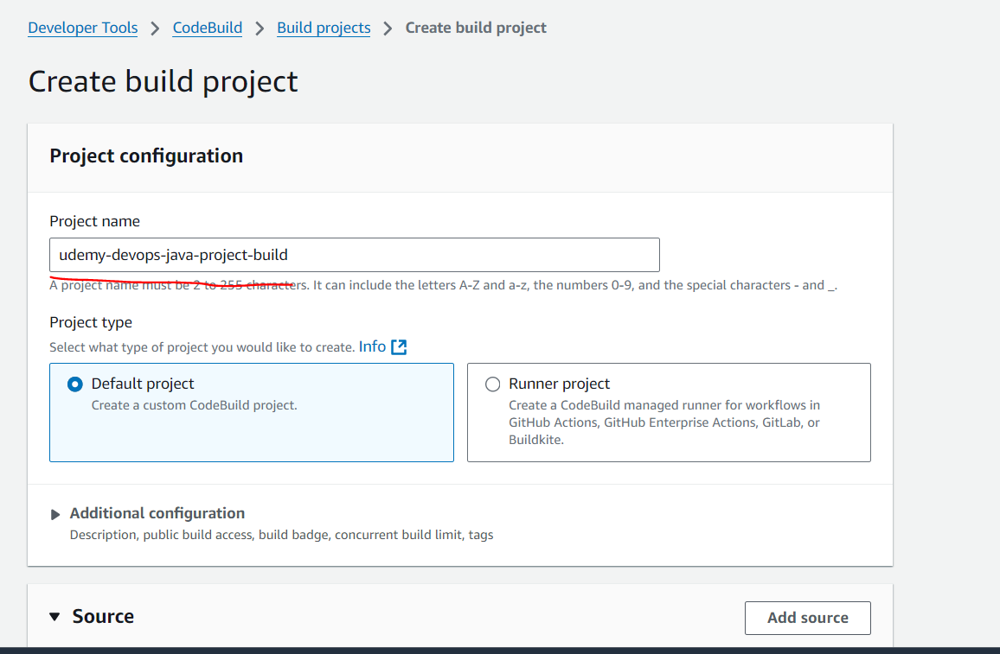 Developer Tools > CodeBuild > Build projects > Create build project
Create build project
Project configuration
Project name
udemy-devops-java-project-build
A project name must be 2 to 255 characters. It can include the letters A-Z and a-z, the numbers 0-9, and the special characters - and _.
Project type
Select what type of project you would like to create. Info
Default project
Create a custom CodeBuild project.
Runner project
Create a CodeBuild managed runner for workflows in
GitHub Actions, GitHub Enterprise Actions, GitLab, or
Buildkite.
Additional configuration
Description, public build access, build badge, concurrent build limit, tags
Source
Add source